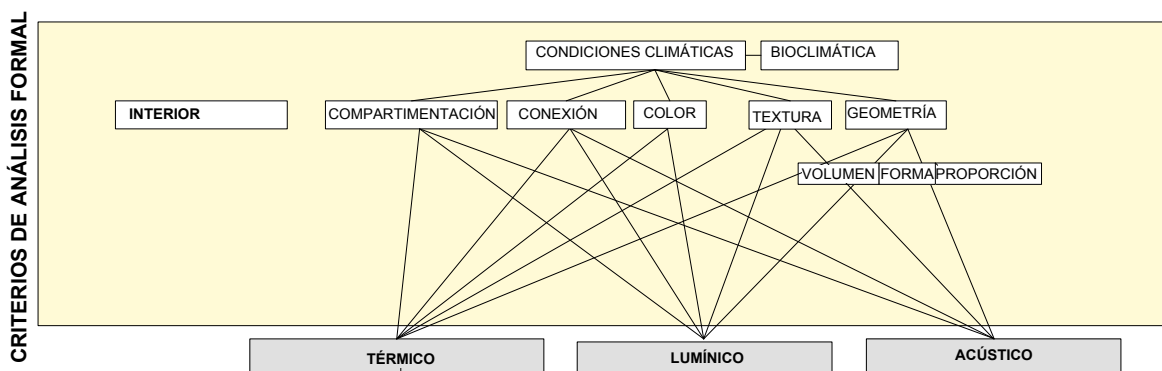 CRITERIOS DE ANÁLISIS FORMAL
CONDICIONES CLIMÁTICAS
BIOCLIMÁTICA
INTERIOR
COMPARTIMENTACIÓN
CONEXIÓN
COLOR
TEXTURA
GEOMETRÍA
VOLUMEN
FORMA
PROPORCIÓN
TÉRMICO
LUMÍNICO
ACÚSTICO